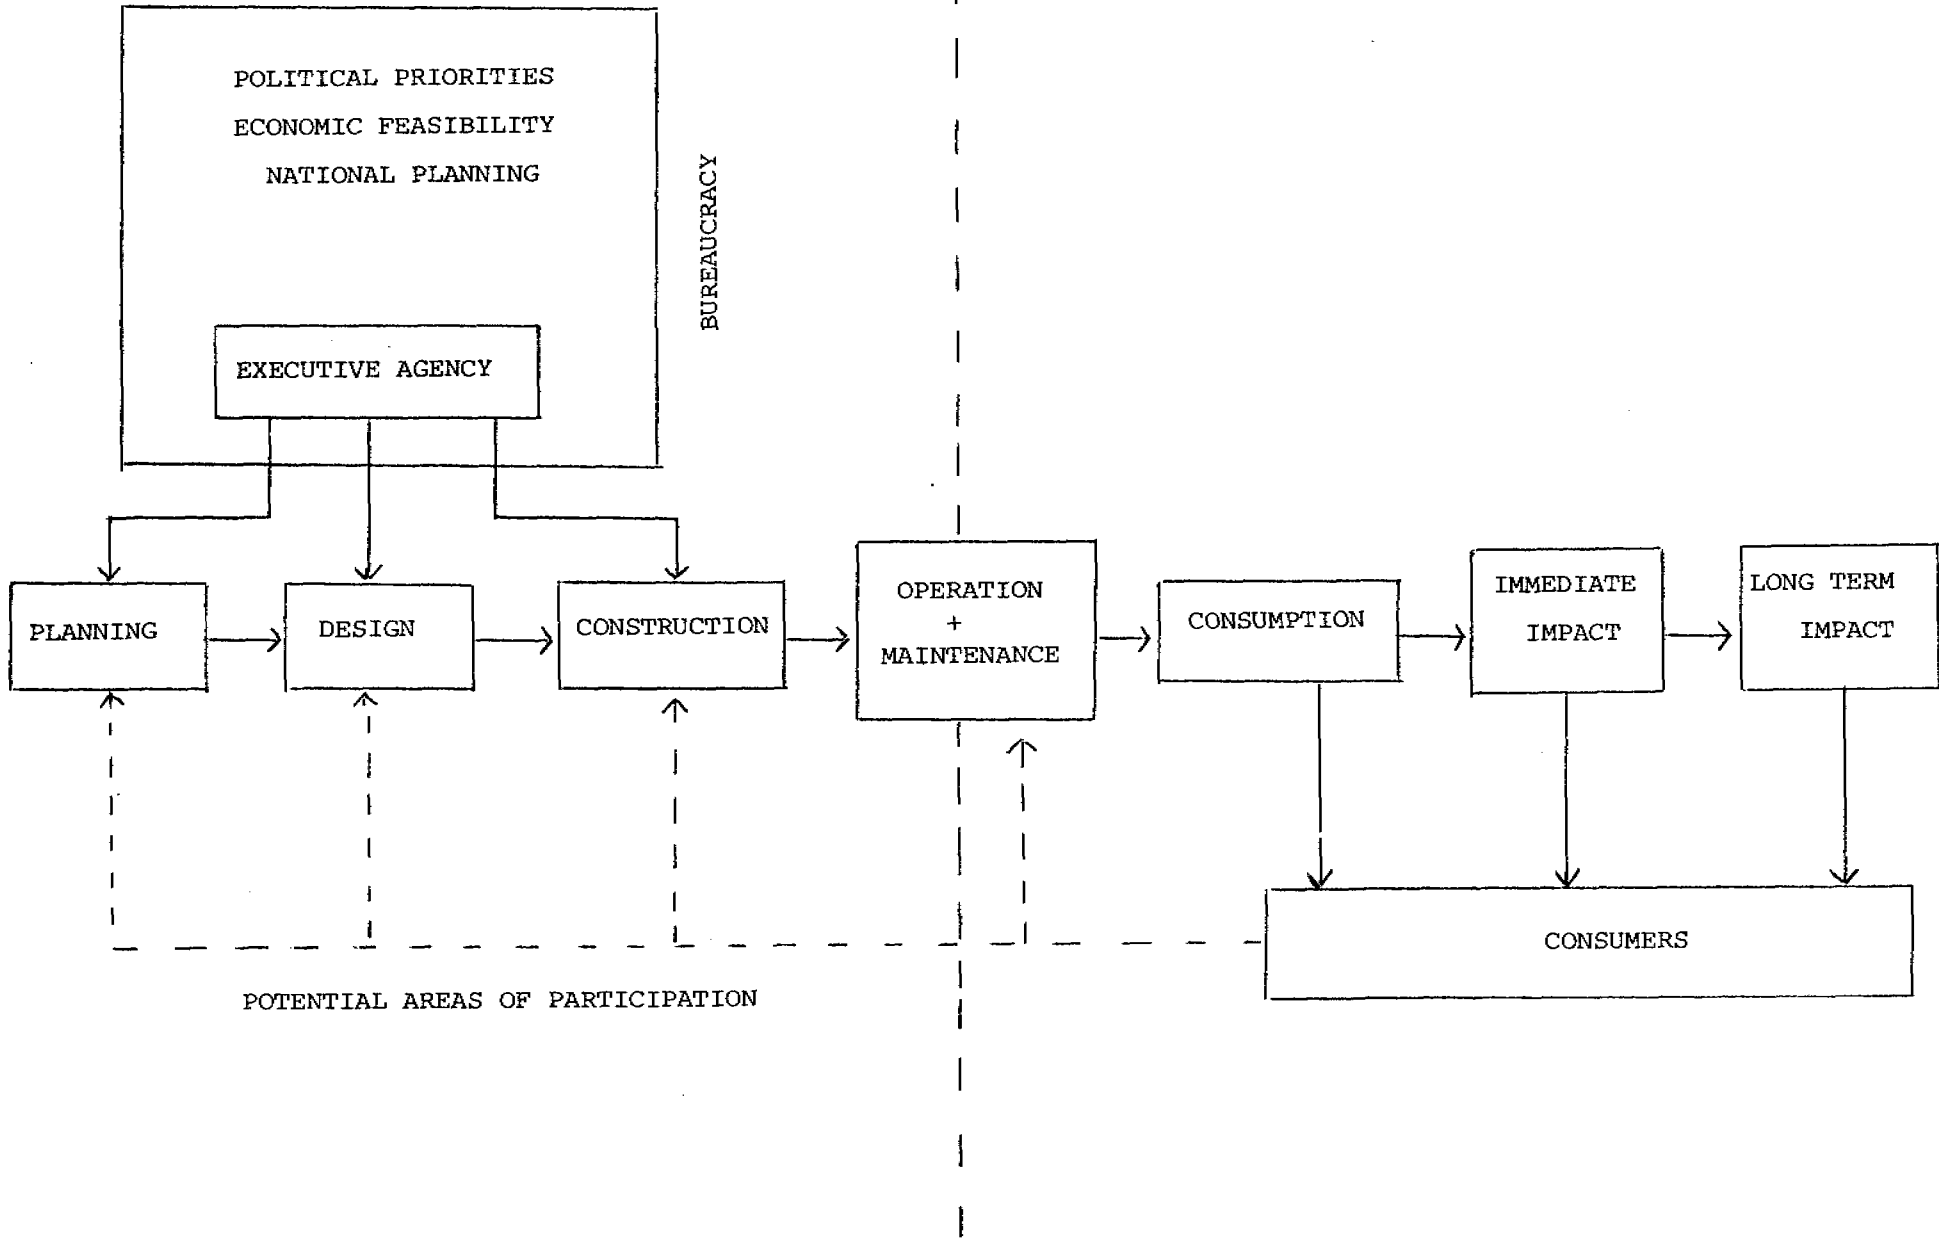 POLITICAL PRIORITIES
ECONOMIC FEASIBILITY
NATIONAL PLANNING
BUREAUCRACY
EXECUTIVE AGENCY
PLANNING
DESIGN
CONSTRUCTION
OPERATION
+
MAINTENANCE
CONSUMPTION
IMMEDIATE
IMPACT
LONG TERM
IMPACT
CONSUMERS
POTENTIAL AREAS OF PARTICIPATION